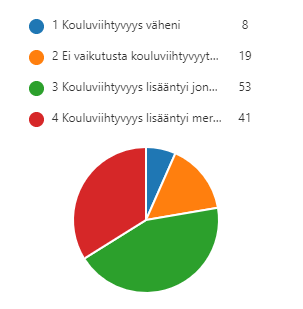 1 Kouluviihtyvyys väheni 8
2 Ei vaikutusta kouluviihtyvyyt... 19
3 Kouluviihtyvyys lisääntyi jon... 53
4 Kouluviihtyvyys lisääntyi mer... 41